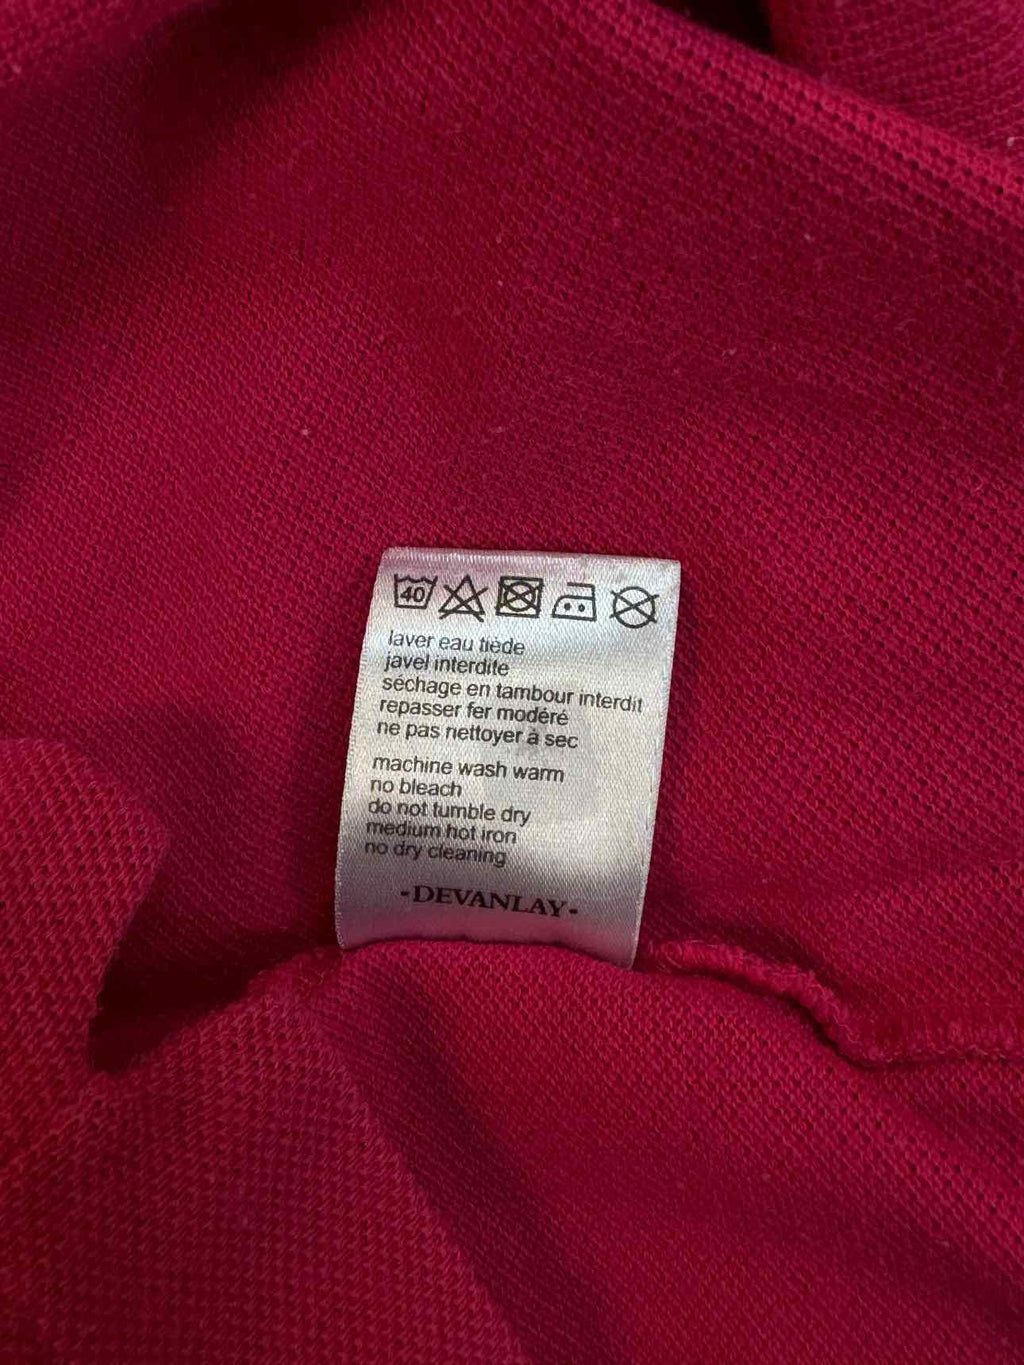 40
laver eau tiède
javel interdite
séchage en tambour interdit
repasser fer modéré
ne pas nettoyer à sec
machine wash warm
no bleach
do not tumble dry
medium hot iron
no dry cleaning
-DEVANLAY-